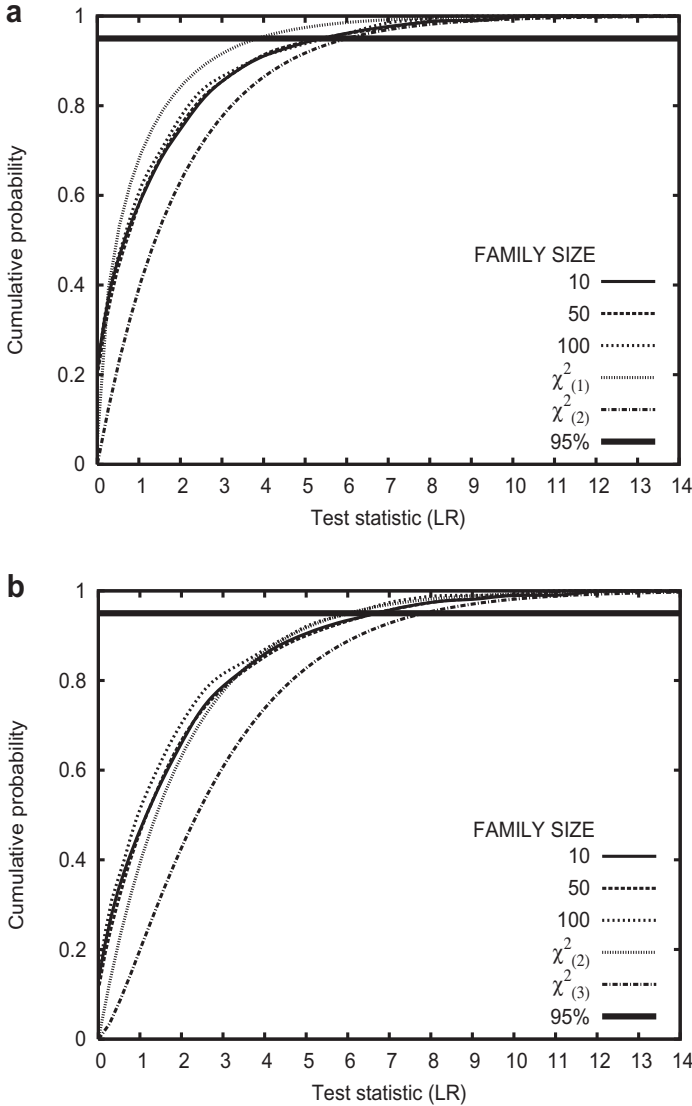 a
1
0.8
0.6
0.4
0.2
0
Cumulative probability
FAMILY SIZE
10
50
100
χ²₍₁₎
χ²₍₂₎
95%
0 1 2 3 4 5 6 7 8 9 10 11 12 13 14
Test statistic (LR)
b
1
0.8
0.6
0.4
0.2
0
Cumulative probability
FAMILY SIZE
10
50
100
χ²₍₂₎
χ²₍₃₎
95%
0 1 2 3 4 5 6 7 8 9 10 11 12 13 14
Test statistic (LR)